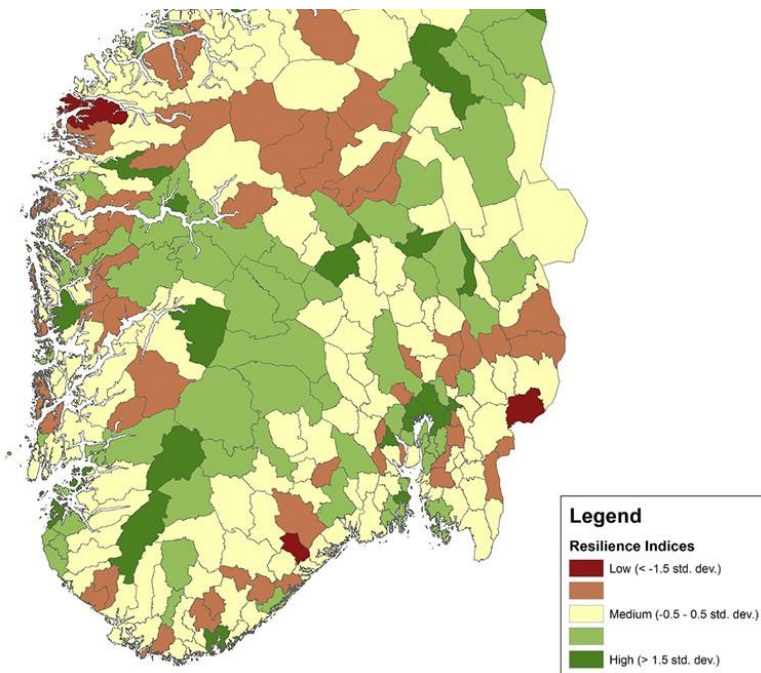 Legend
Resilience Indices
Low (< -1.5 std. dev.)
Medium (-0.5 - 0.5 std. dev.)
High (> 1.5 std. dev.)